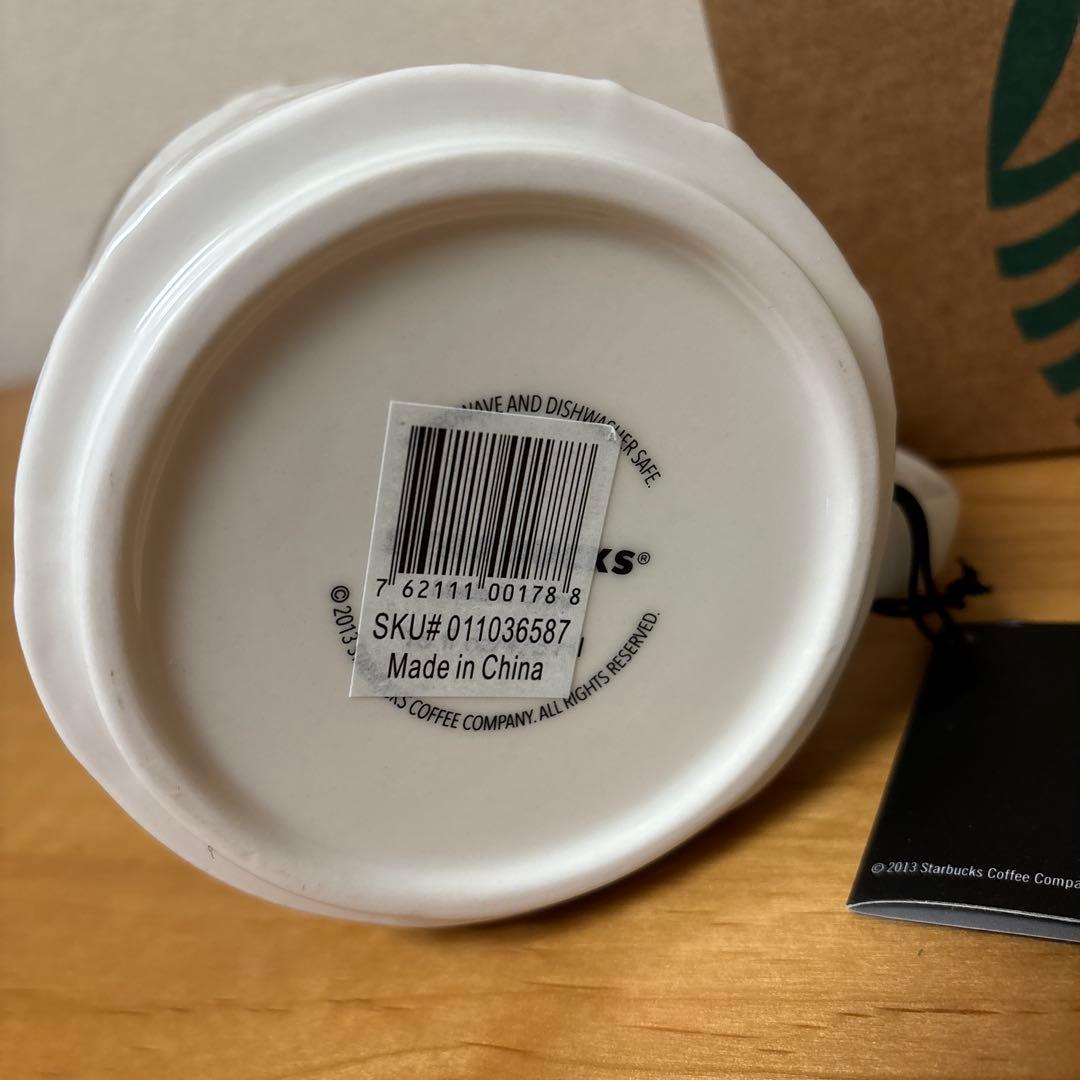 WAVE AND DISHWASHER SAFE.
KS®
7 62111 00178 8
SKU# 011036587
Made in China
© 2013 S
KS COFFEE COMPANY. ALL RIGHTS RESERVED.
© 2013 Starbucks Coffee Compa